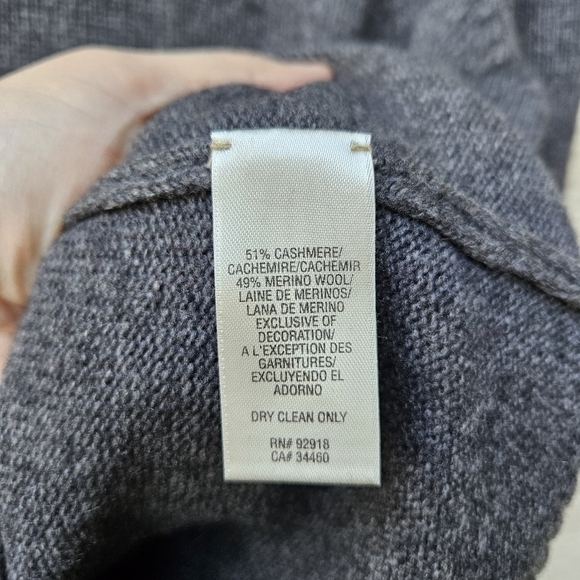 51% CASHMERE/
CACHEMIRE/CACHEMIR
49% MERINO WOOL/
LAINE DE MERINOS/
LANA DE MERINO
EXCLUSIVE OF
DECORATION/
A L'EXCEPTION DES
GARNITURES/
EXCLUYENDO EL
ADORNO
DRY CLEAN ONLY
RN# 92918
CA# 34460